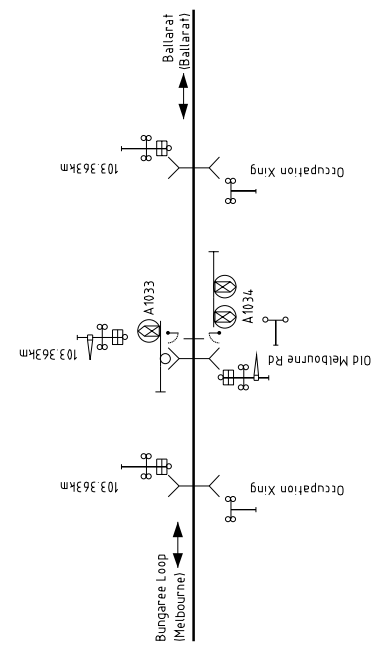 Ballarat
(Ballarat)
103.363km
Occupation Xing
A1033
A1034
103.363km
Old Melbourne Rd
103.363km
Occupation Xing
Bungaree Loop
(Melbourne)